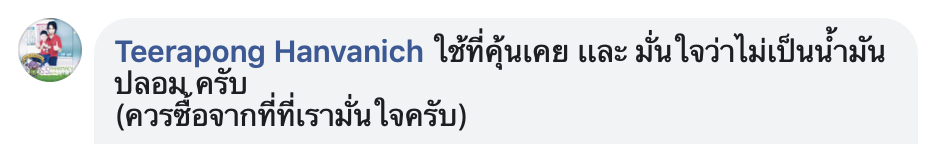 Teerapong Hanvanich ใช้ที่คุ้นเคย และ มั่นใจว่าไม่เป็นน้ำมัน
ปลอม ครับ
(ควรซื้อจากที่ที่เรามั่นใจครับ)